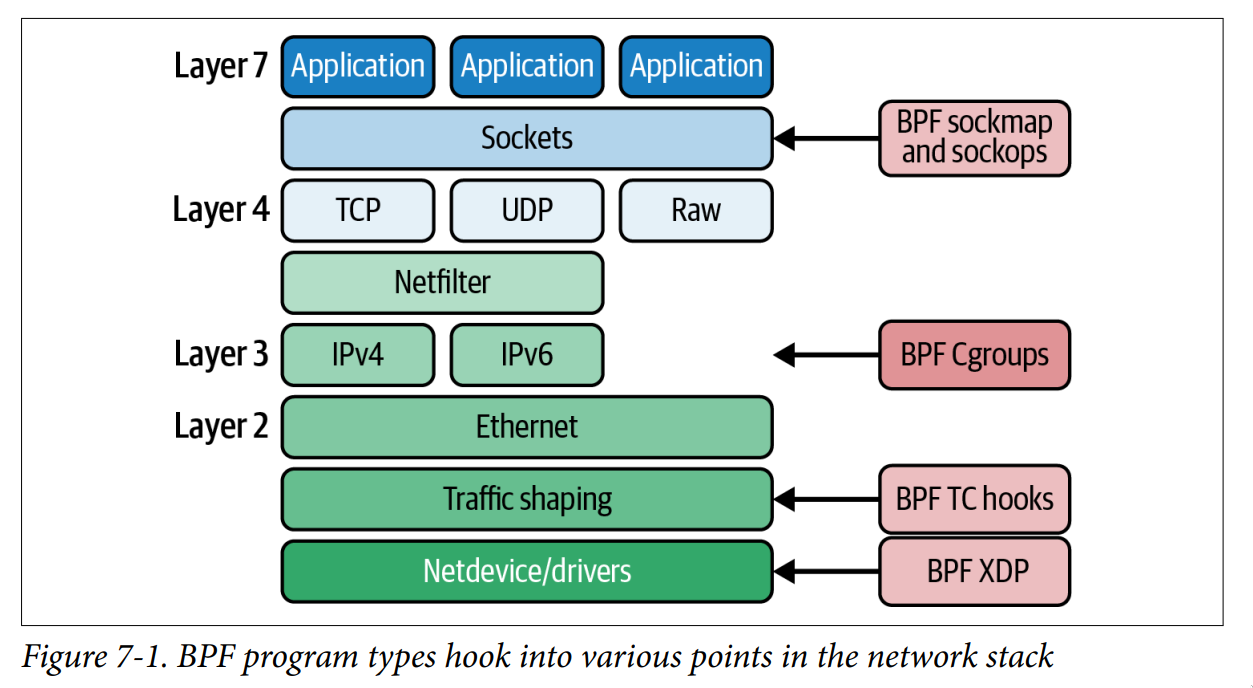 Layer 7 Application Application Application
Sockets
BPF sockmap
and sockops
Layer 4 TCP UDP Raw
Netfilter
Layer 3 IPv4 IPv6
BPF Cgroups
Layer 2 Ethernet
Traffic shaping
BPF TC hooks
Netdevice/drivers
BPF XDP
Figure 7-1. BPF program types hook into various points in the network stack